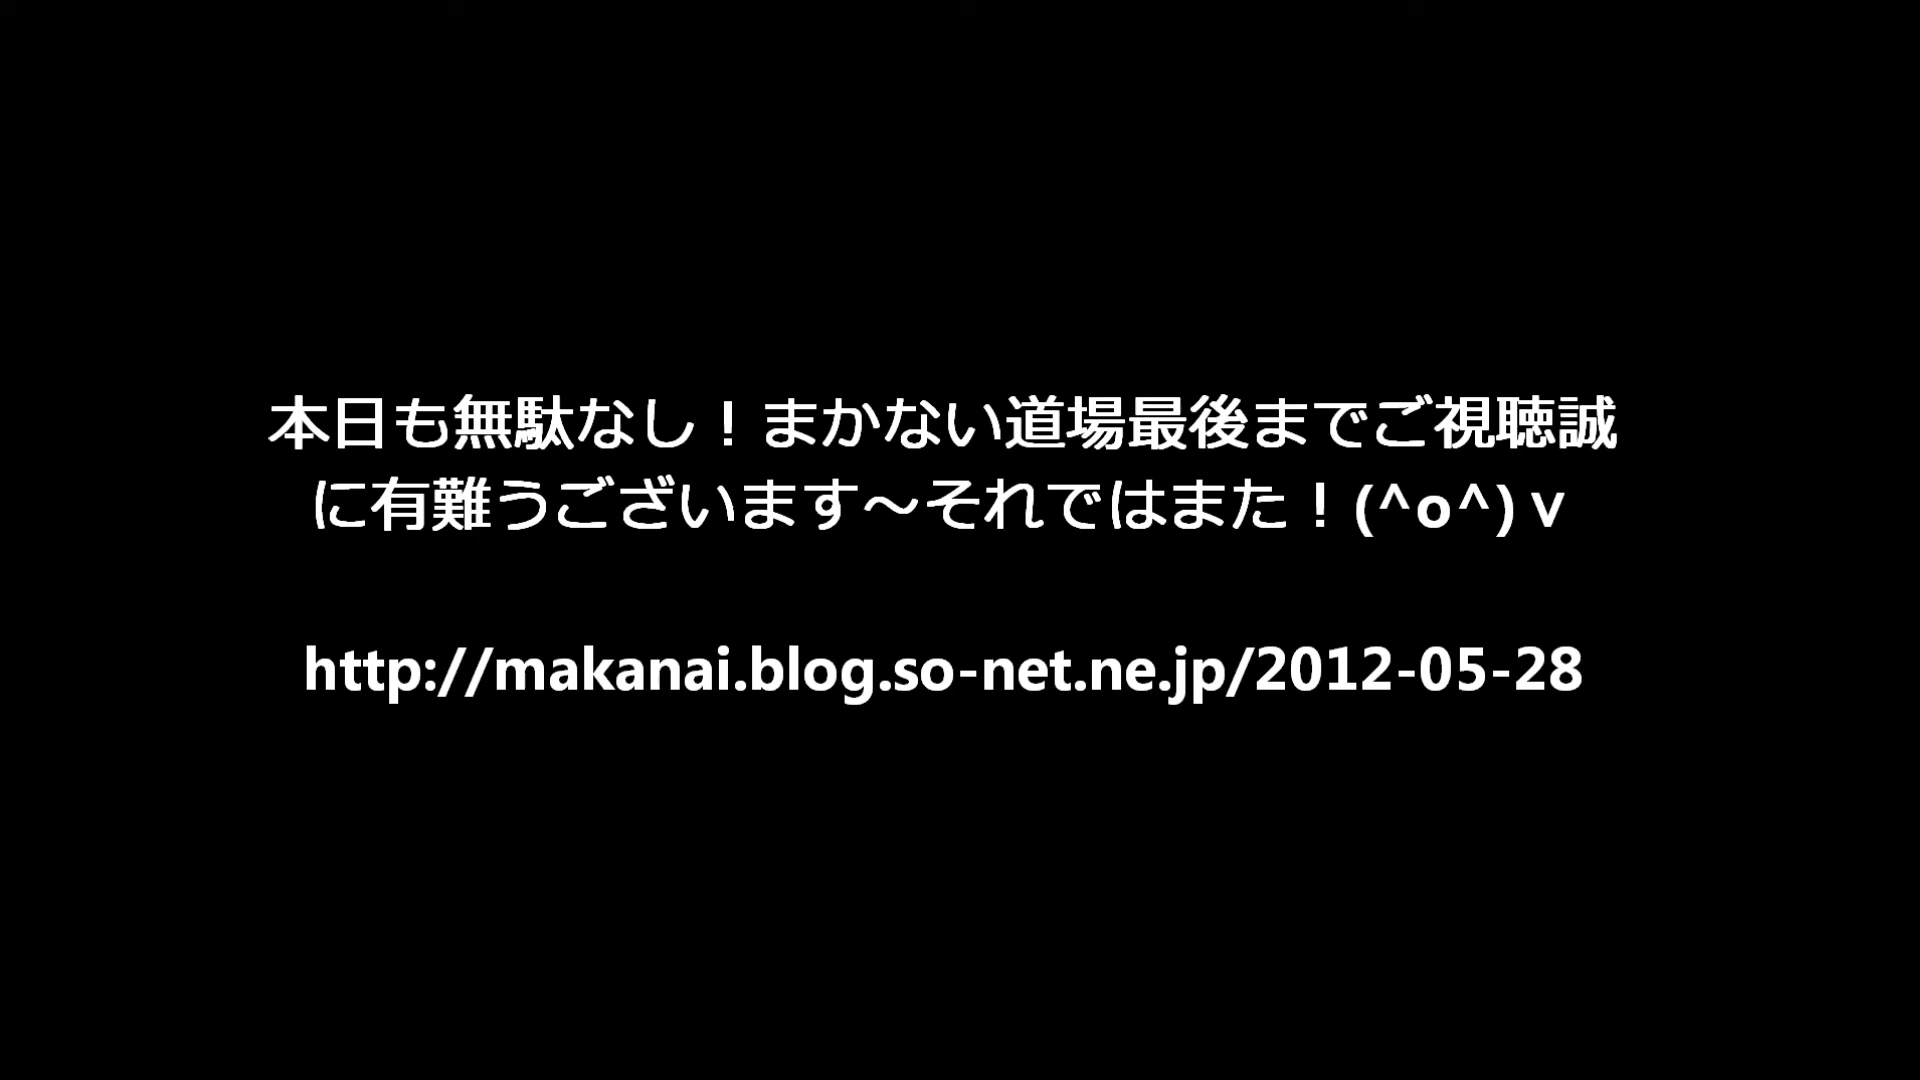 本日も無駄なし！まかない道場最後までご視聴誠
に有難うございます～それではまた！(^o^)ｖ
http://makanai.blog.so-net.ne.jp/2012-05-28